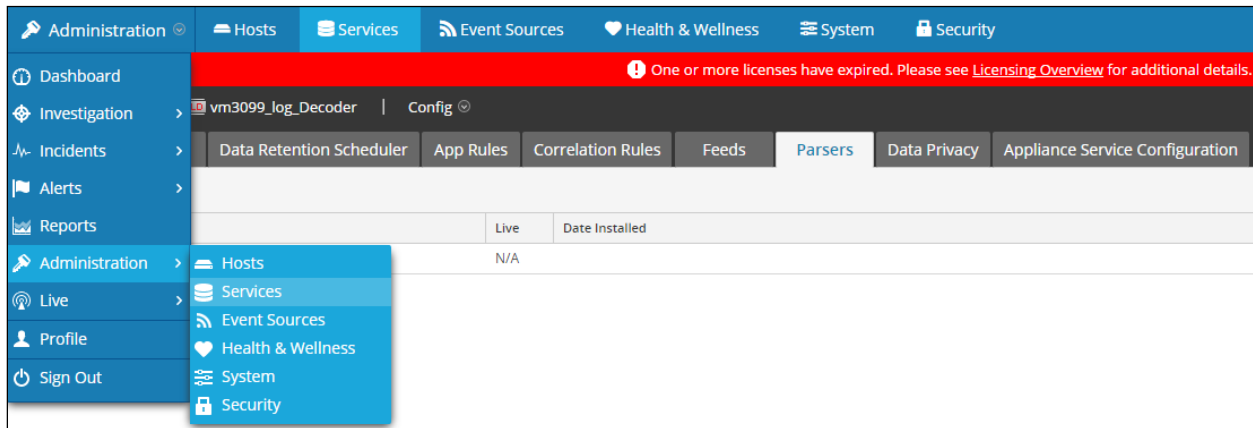 Administration Hosts Services Event Sources Health & Wellness System Security
Dashboard
One or more licenses have expired. Please see Licensing Overview for additional details.
Investigation
LD vm3099_log_Decoder | Config
Incidents
Data Retention Scheduler App Rules Correlation Rules Feeds Parsers Data Privacy Appliance Service Configuration
Alerts
Reports
Live Date Installed
Administration
N/A
Hosts
Services
Event Sources
Health & Wellness
System
Security
Live
Profile
Sign Out